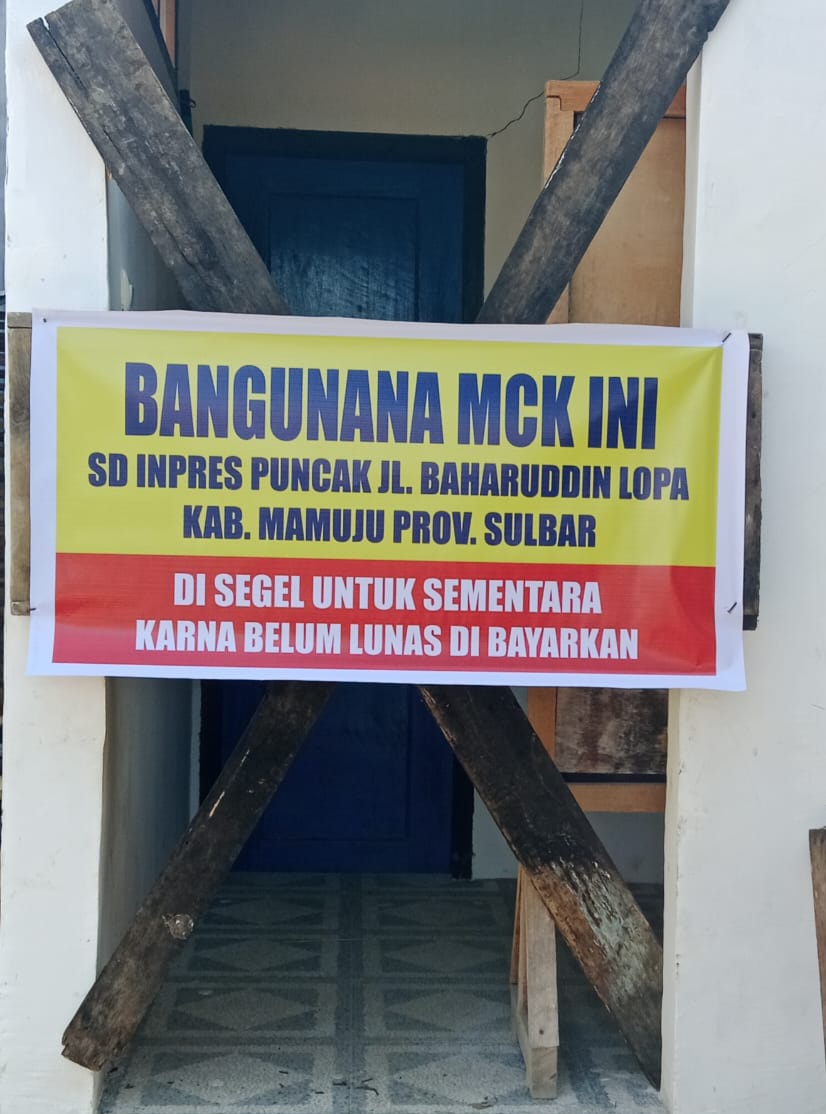 BANGUNANA MCK INI
SD INPRES PUNCAK JL. BAHARUDDIN LOPA
KAB. MAMUJU PROV. SULBAR
DI SEGEL UNTUK SEMENTARA
KARNA BELUM LUNAS DI BAYARKAN